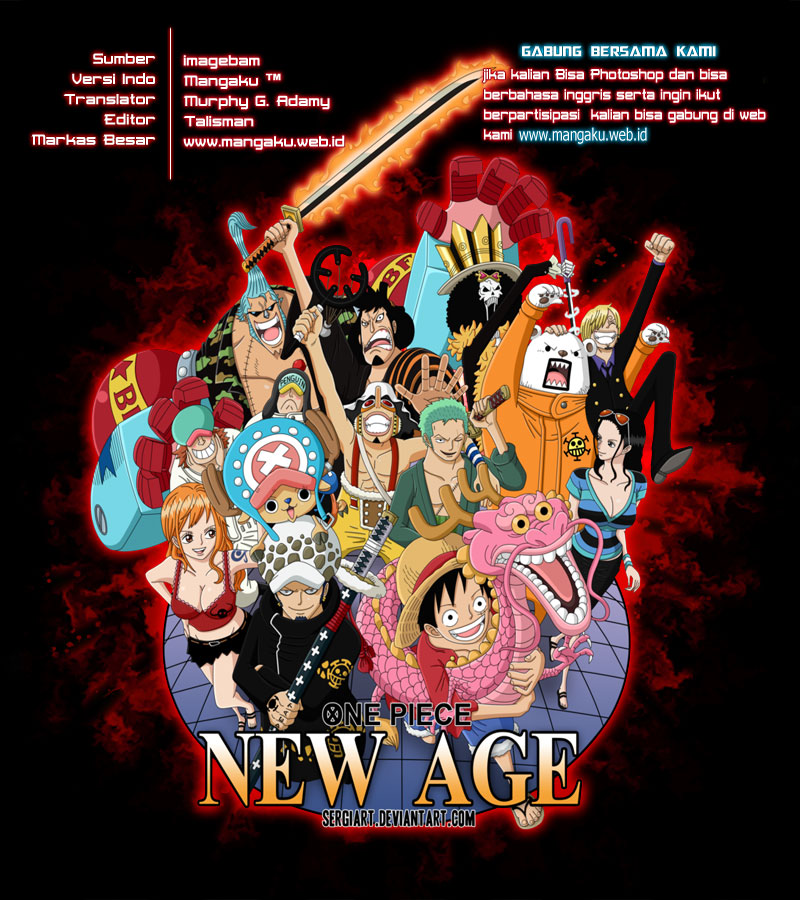 Sumber imagebam
Versi Indo Mangaku ™
Translator Murphy G. Adamy
Editor Talisman
Markas Besar www.mangaku.web.id
GABUNG BERSAMA KAMI
jika kalian Bisa Photoshop dan bisa
berbahasa inggris serta ingin ikut
berpartisipasi kalian bisa gabung di web
kami www.mangaku.web.id
PENGUIN
BF
ONE PIECE
NEW AGE
SERGIART.DEVIANTART.COM